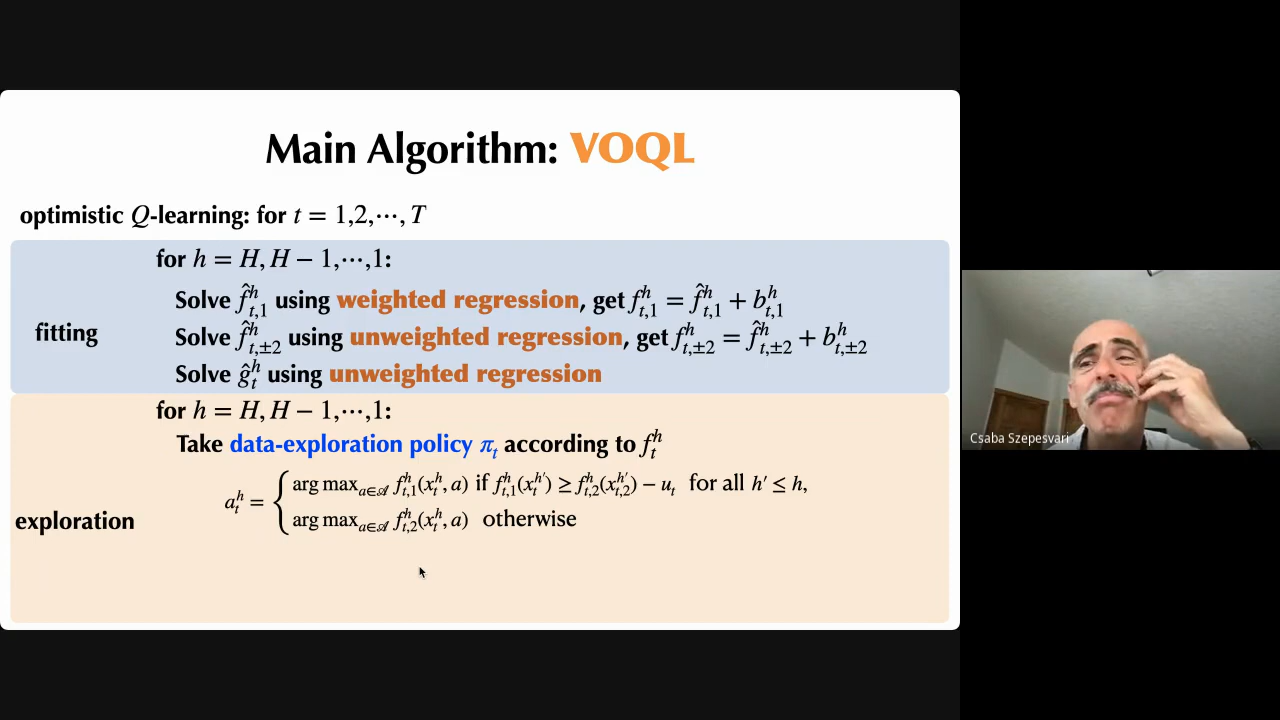 Main Algorithm: VOQL
optimistic Q-learning: for t = 1,2,⋯, T
for h = H, H − 1,⋯,1:
Solve f̂^h_{t,1} using weighted regression, get f^h_{t,1} = f̂^h_{t,1} + b^h_{t,1}
fitting
Solve f̂^h_{t,±2} using unweighted regression, get f^h_{t,±2} = f̂^h_{t,±2} + b^h_{t,±2}
Solve ĝ^h_t using unweighted regression
for h = H, H − 1,⋯,1:
Take data-exploration policy π_t according to f^h_t
a^h_t = { arg max_{a∈𝒜} f^h_{t,1}(x^h_t, a) if f^h_{t,1}(x^{h′}_t) ≥ f^h_{t,2}(x^{h′}_{t,2}) − u_t for all h′ ≤ h,
arg max_{a∈𝒜} f^h_{t,2}(x^h_t, a) otherwise
exploration
Csaba Szepesvari